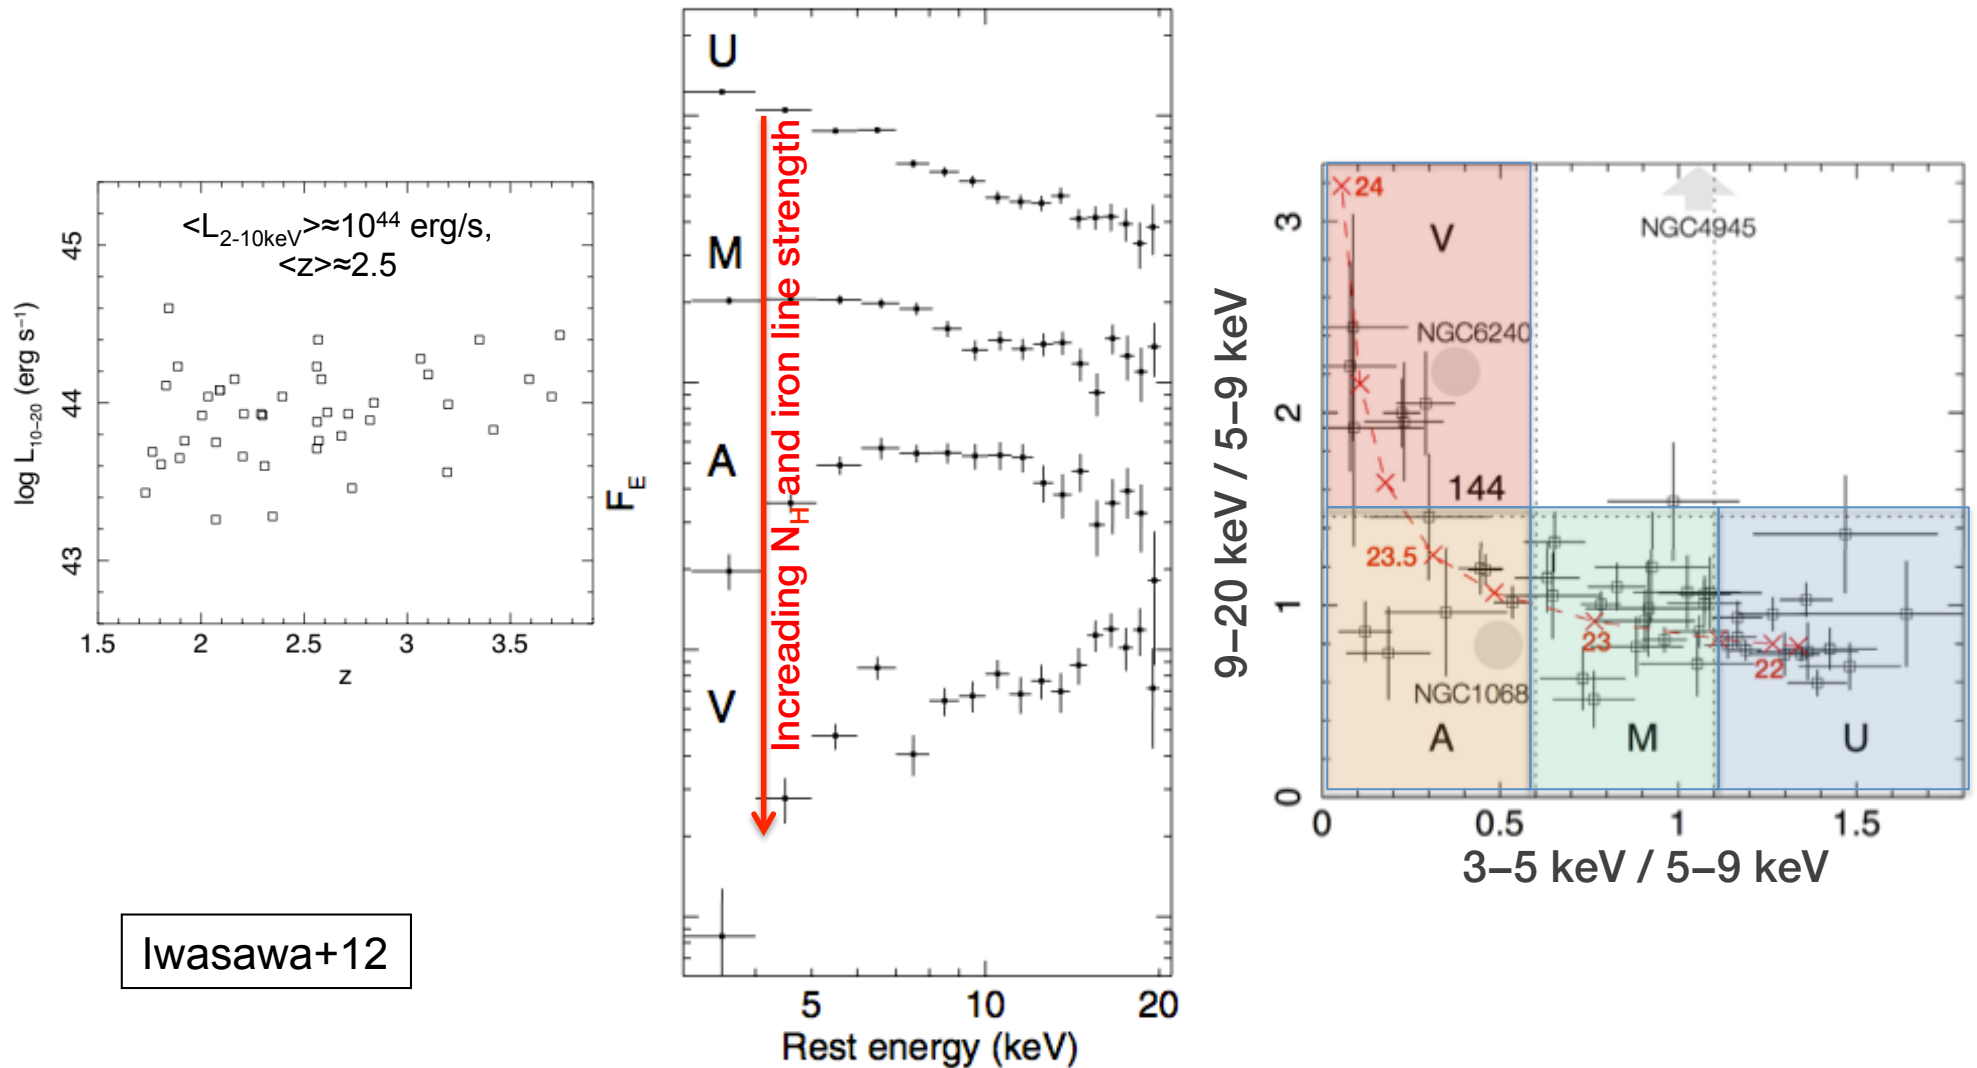 <L2-10keV>≈10^44 erg/s,
<z>≈2.5
log L10−20 (erg s−1)
45
44
43
1.5 2 2.5 3 3.5
z
Iwasawa+12
U
M
A
V
FE
Increading NH and iron line strength
5 10 20
Rest energy (keV)
9–20 keV / 5–9 keV
3
2
1
0
24
V
NGC4945
NGC6240
144
23.5
23
22
NGC1068
A M U
0 0.5 1 1.5
3–5 keV / 5–9 keV